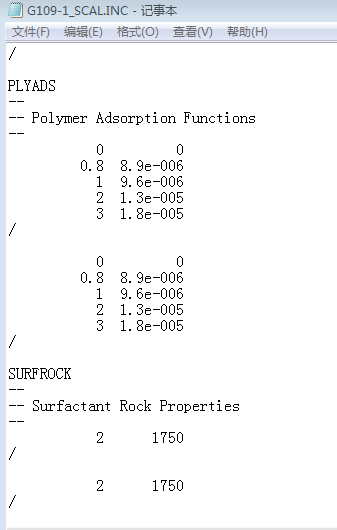 G109-1_SCAL.INC - 记事本
文件(F) 编辑(E) 格式(O) 查看(V) 帮助(H)
/
PLYADS
--
-- Polymer Adsorption Functions
--
0 0
0.8 8.9e-006
1 9.6e-006
2 1.3e-005
3 1.8e-005
/
0 0
0.8 8.9e-006
1 9.6e-006
2 1.3e-005
3 1.8e-005
/
SURFROCK
--
-- Surfactant Rock Properties
--
2 1750
/
2 1750
/